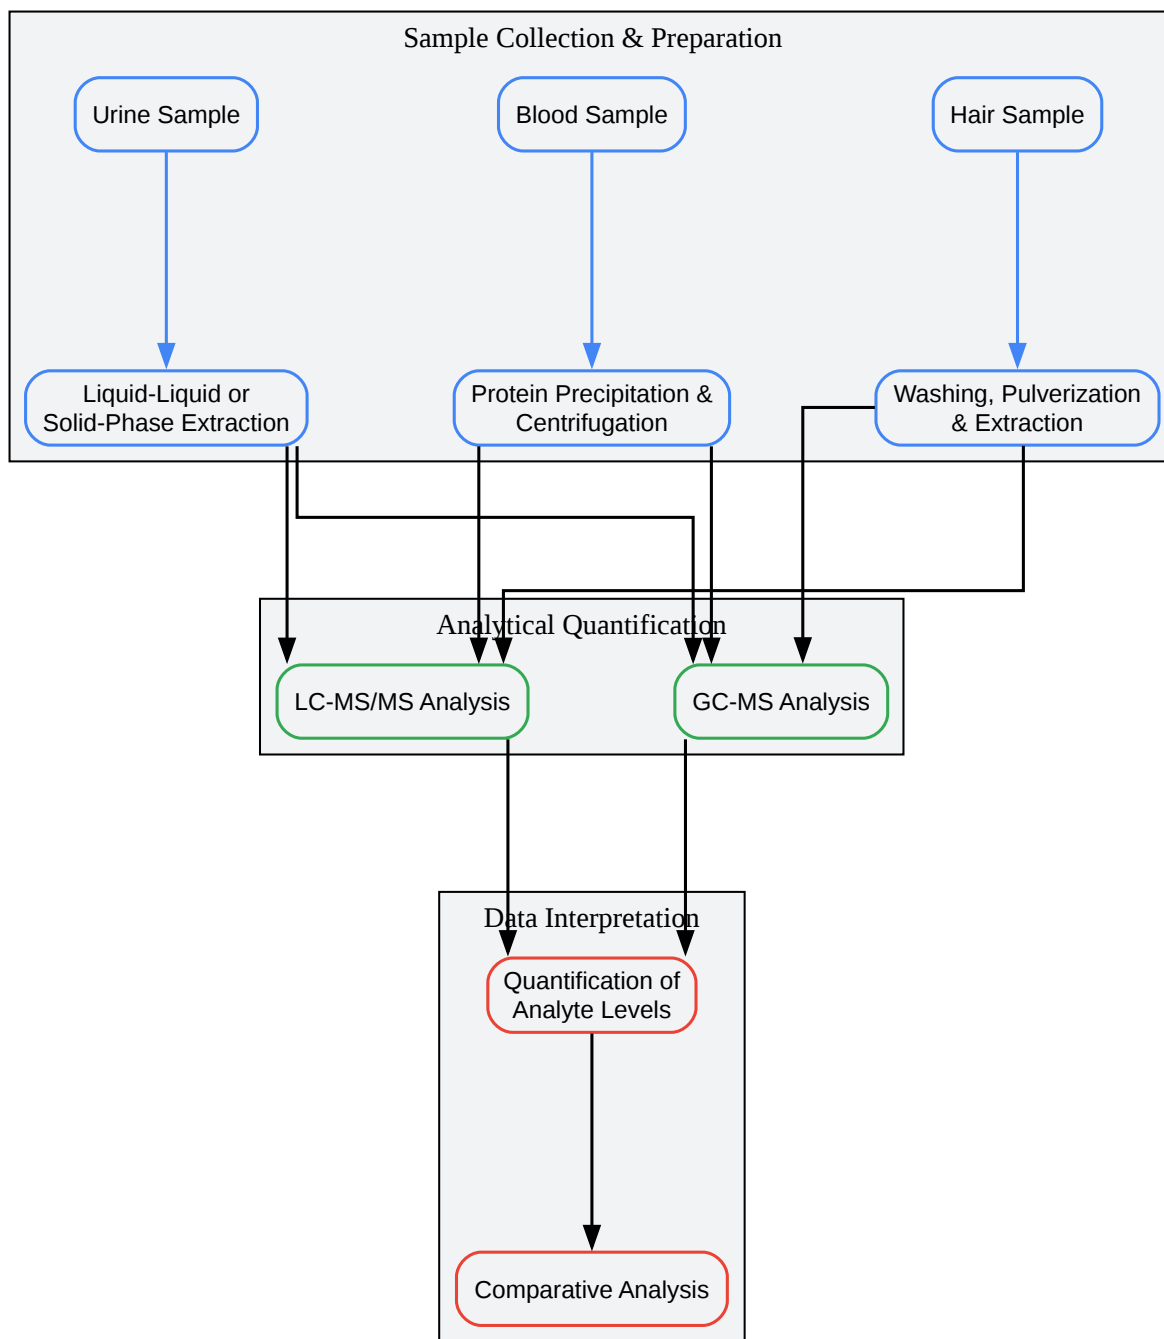 Sample Collection & Preparation
Urine Sample
Blood Sample
Hair Sample
Liquid-Liquid or
Solid-Phase Extraction
Protein Precipitation &
Centrifugation
Washing, Pulverization
& Extraction
Analytical Quantification
LC-MS/MS Analysis
GC-MS Analysis
Data Interpretation
Quantification of
Analyte Levels
Comparative Analysis